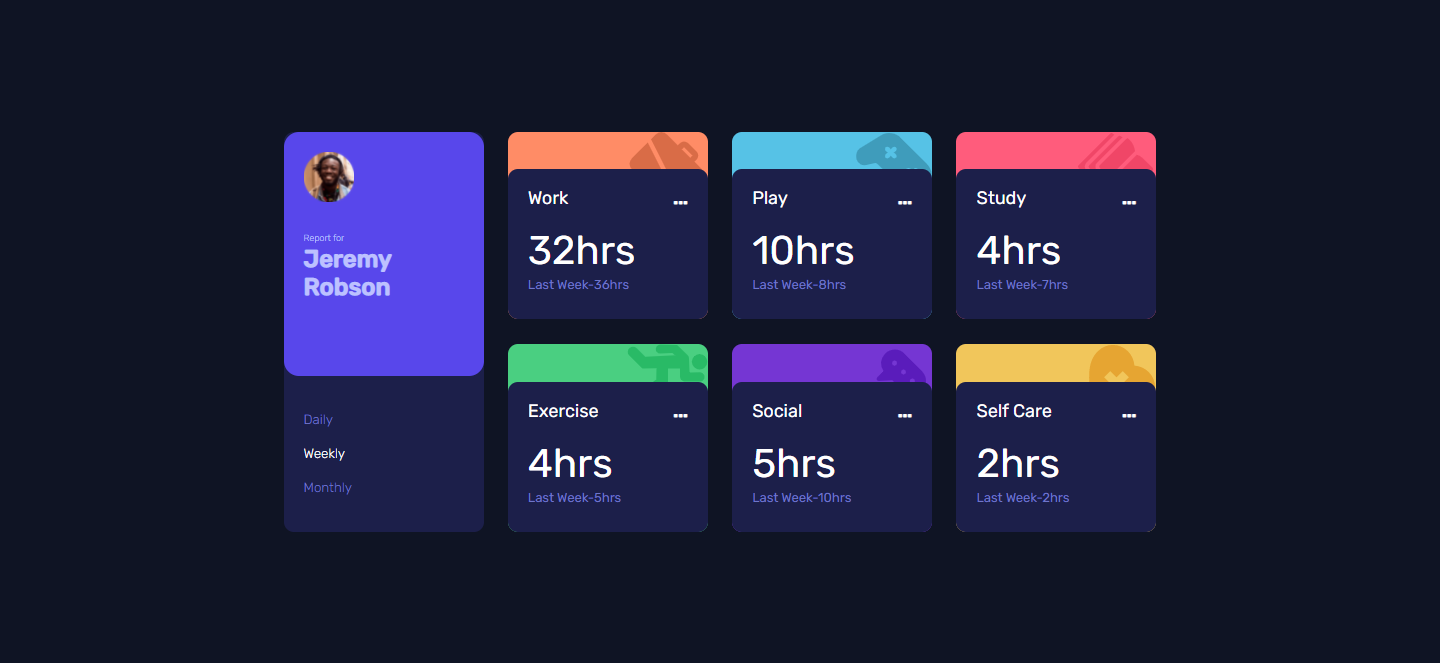 Report for
Jeremy
Robson
Daily
Weekly
Monthly
Work
32hrs
Last Week-36hrs
Play
10hrs
Last Week-8hrs
Study
4hrs
Last Week-7hrs
Exercise
4hrs
Last Week-5hrs
Social
5hrs
Last Week-10hrs
Self Care
2hrs
Last Week-2hrs